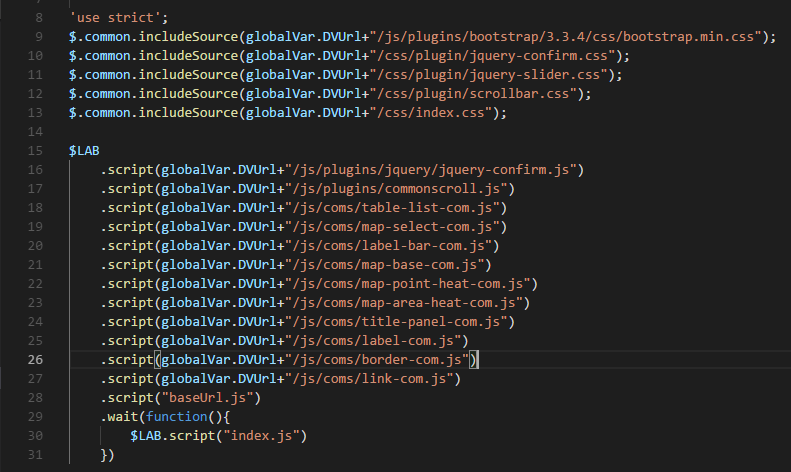 8 'use strict';
9 $.common.includeSource(globalVar.DVUrl+"/js/plugins/bootstrap/3.3.4/css/bootstrap.min.css");
10 $.common.includeSource(globalVar.DVUrl+"/css/plugin/jquery-confirm.css");
11 $.common.includeSource(globalVar.DVUrl+"/css/plugin/jquery-slider.css");
12 $.common.includeSource(globalVar.DVUrl+"/css/plugin/scrollbar.css");
13 $.common.includeSource(globalVar.DVUrl+"/css/index.css");
14
15 $LAB
16 .script(globalVar.DVUrl+"/js/plugins/jquery/jquery-confirm.js")
17 .script(globalVar.DVUrl+"/js/plugins/commonscroll.js")
18 .script(globalVar.DVUrl+"/js/coms/table-list-com.js")
19 .script(globalVar.DVUrl+"/js/coms/map-select-com.js")
20 .script(globalVar.DVUrl+"/js/coms/label-bar-com.js")
21 .script(globalVar.DVUrl+"/js/coms/map-base-com.js")
22 .script(globalVar.DVUrl+"/js/coms/map-point-heat-com.js")
23 .script(globalVar.DVUrl+"/js/coms/map-area-heat-com.js")
24 .script(globalVar.DVUrl+"/js/coms/title-panel-com.js")
25 .script(globalVar.DVUrl+"/js/coms/label-com.js")
26 .script(globalVar.DVUrl+"/js/coms/border-com.js")
27 .script(globalVar.DVUrl+"/js/coms/link-com.js")
28 .script("baseUrl.js")
29 .wait(function(){
30 $LAB.script("index.js")
31 })